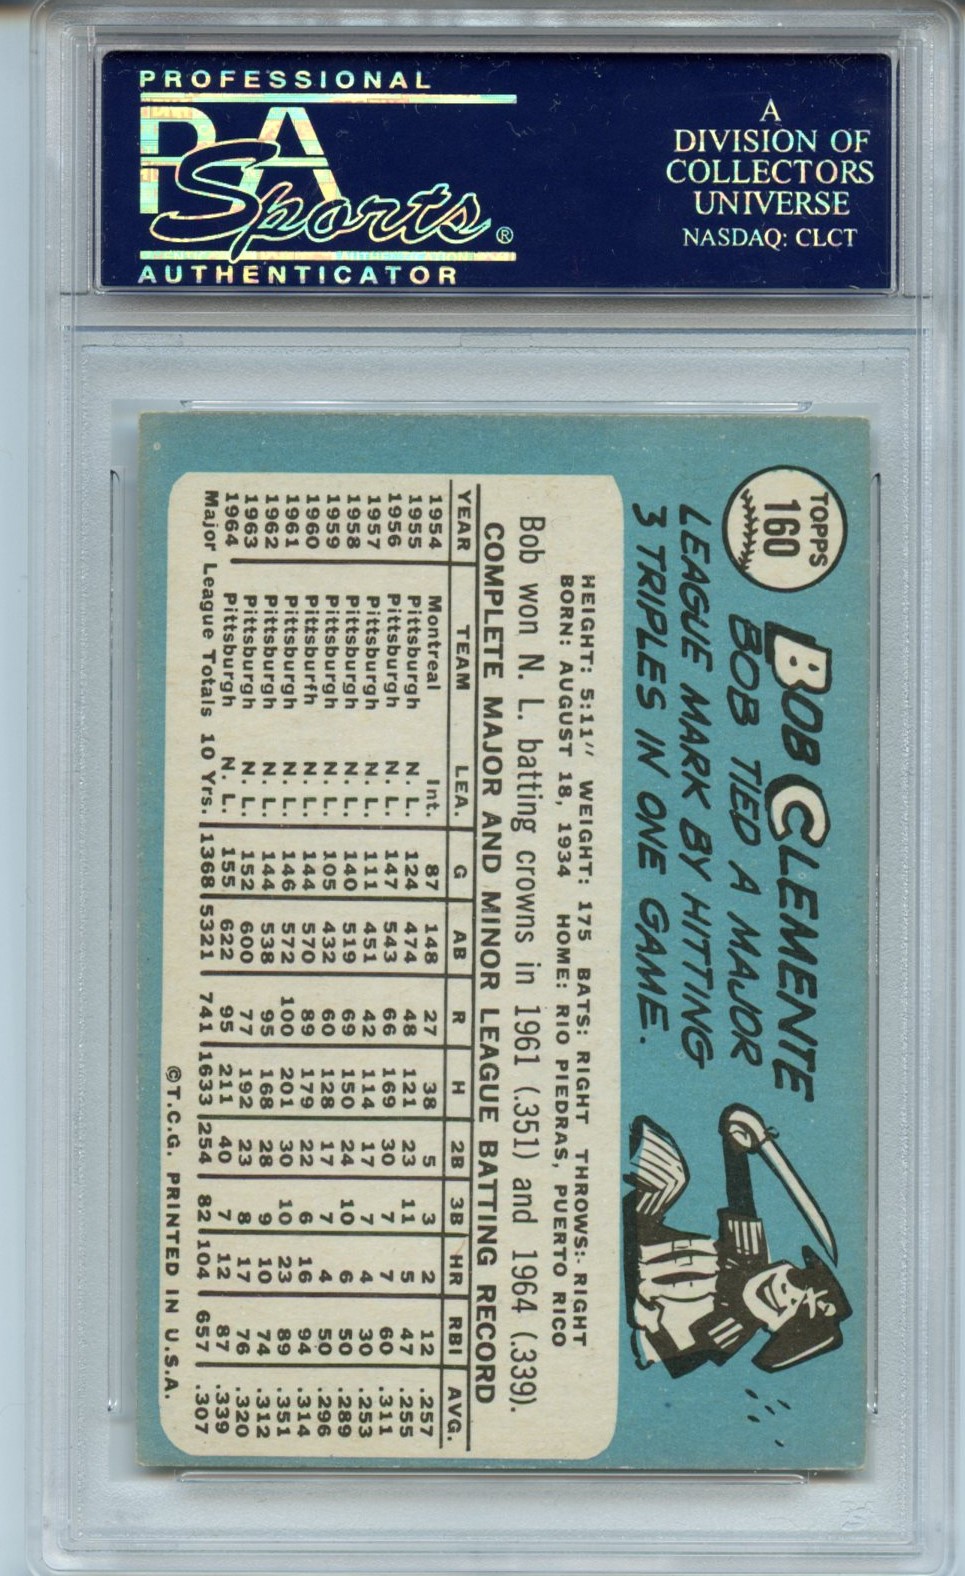 PROFESSIONAL
PSA
Sports®
AUTHENTICATOR
A
DIVISION OF
COLLECTORS
UNIVERSE
NASDAQ: CLCT
TOPPS
160
BOB CLEMENTE
BOB TIED A MAJOR
LEAGUE MARK BY HITTING
3 TRIPLES IN ONE GAME.
HEIGHT: 5:11″ WEIGHT: 175 BATS: RIGHT THROWS:- RIGHT
BORN: AUGUST 18, 1934 HOME: RIO PIEDRAS, PUERTO RICO
Bob won N. L. batting crowns in 1961 (.351) and 1964 (.339).
COMPLETE MAJOR AND MINOR LEAGUE BATTING RECORD
YEAR TEAM LEA. G AB R H 2B 3B HR RBI AVG.
1954 Montreal Int. 87 148 27 38 5 3 2 12 .257
1955 Pittsburgh N. L. 124 474 48 121 23 11 5 47 .255
1956 Pittsburgh N. L. 147 543 66 169 30 7 7 60 .311
1957 Pittsburgh N. L. 111 451 42 114 17 7 4 30 .253
1958 Pittsburgh N. L. 140 519 69 150 24 10 6 50 .289
1959 Pittsburgh N. L. 105 432 60 128 17 7 4 50 .296
1960 Pittsburfh N. L. 144 570 89 179 22 6 16 94 .314
1961 Pittsburgh N. L. 146 572 100 201 30 10 23 89 .351
1962 Pittsburgh N. L. 144 538 95 168 28 9 10 74 .312
1963 Pittsburgh N. L. 152 600 77 192 23 8 17 76 .320
1964 Pittsburgh N. L. 155 622 95 211 40 7 12 87 .339
Major League Totals 10 Yrs. 1368 5321 741 1633 254 82 104 657 .307
©T.C.G. PRINTED IN U.S.A.